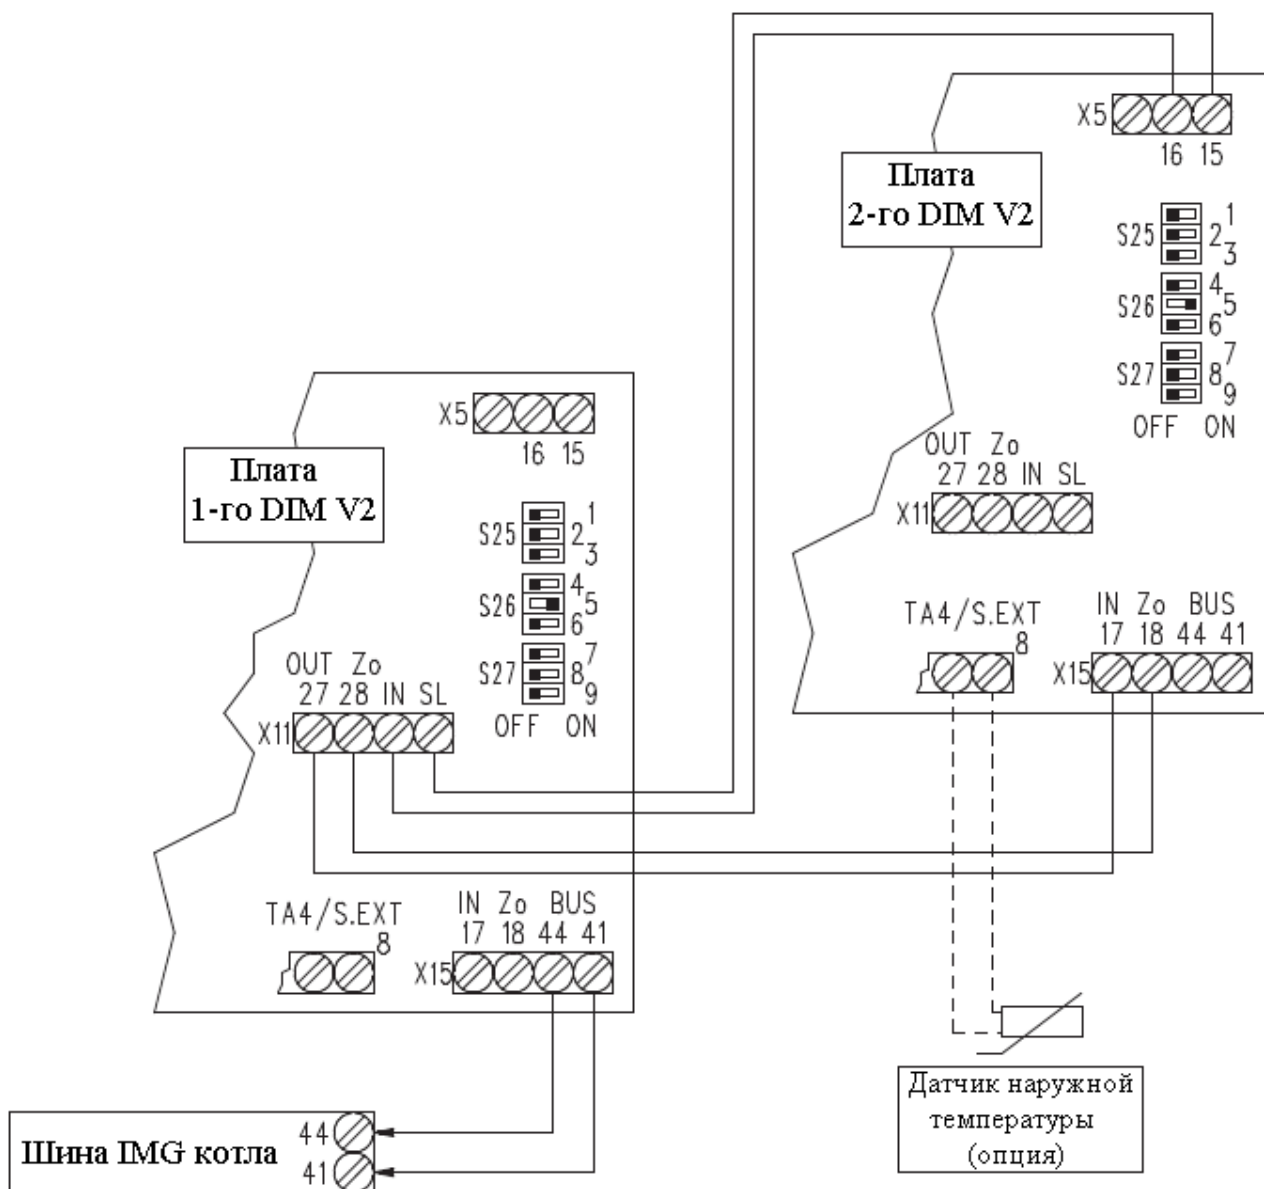 X5
16 15
Плата
2-го DIM V2
S25
1
2
3
S26
4
5
6
S27
7
8
9
OFF ON
OUT Zo
27 28 IN SL
X11
TA4/S.EXT
8
IN Zo BUS
17 18 44 41
X15
X5
16 15
Плата
1-го DIM V2
S25
1
2
3
S26
4
5
6
S27
7
8
9
OFF ON
OUT Zo
27 28 IN SL
X11
TA4/S.EXT
8
IN Zo BUS
17 18 44 41
X15
Датчик наружной
температуры
(опция)
Шина IMG котла
44
41